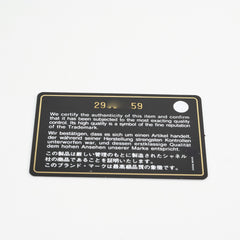 29 59
We certify the authenticity of this item and confirm
that it has been subjected to the most exacting quality
control. Its high quality is a symbol of the fine reputation
of the Trademark.
Wir bestätigen, dass es sich um einen Artikel handelt,
der während seiner Herstellung strengsten Kontrollen
unterworfen war, und dessen erstklassige Qualität
dem hohen Ansehen unserer Marke entspricht.
この製品は厳しい管理のもとに製造されたシャネル
社の商品であることを証明いたします。
このブランド・マークは最高級品質の象徴です。